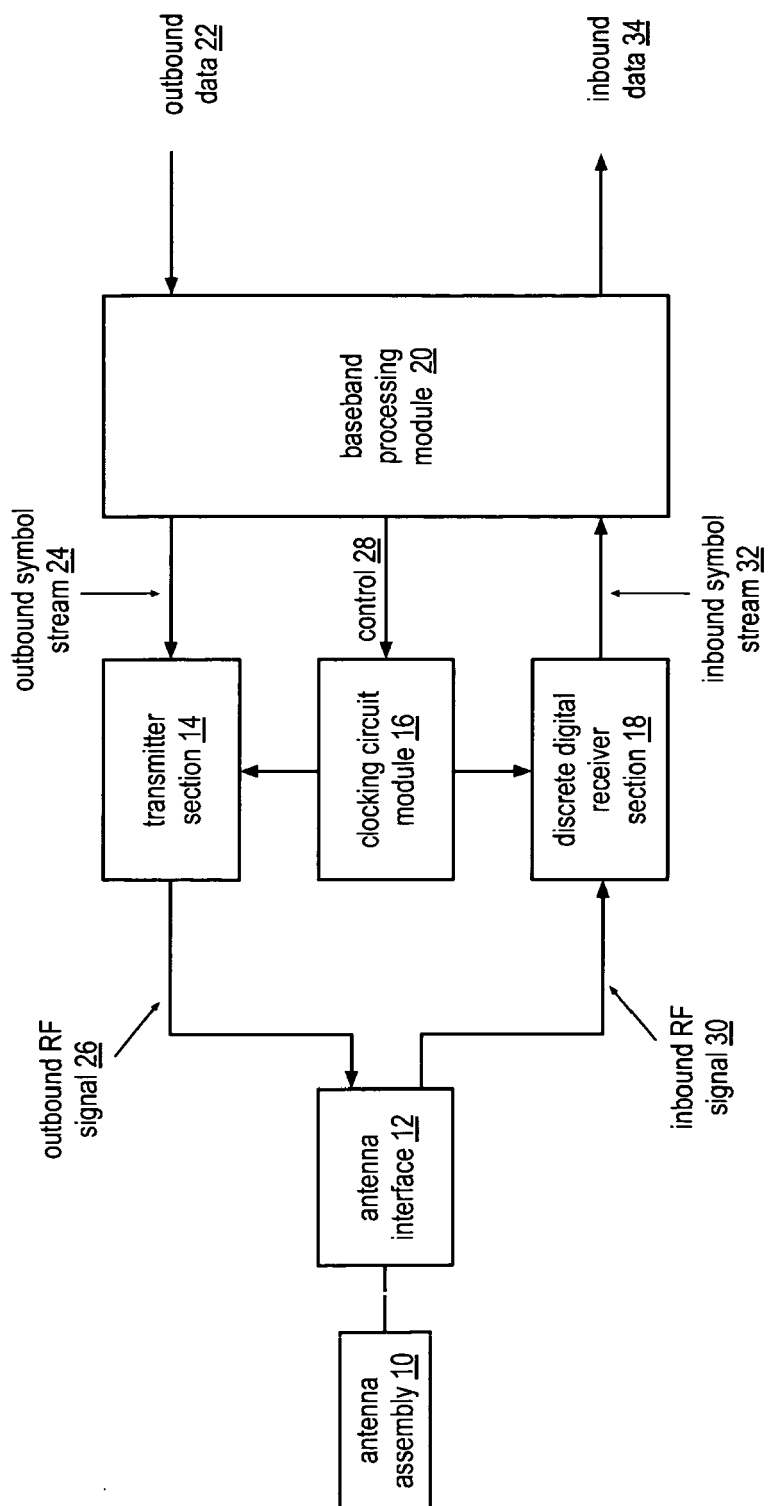 outbound
data 22
inbound
data 34
baseband
processing
module 20
outbound symbol
stream 24
control 28
inbound symbol
stream 32
transmitter
section 14
clocking circuit
module 16
discrete digital
receiver
section 18
outbound RF
signal 26
inbound RF
signal 30
antenna
interface 12
antenna
assembly 10